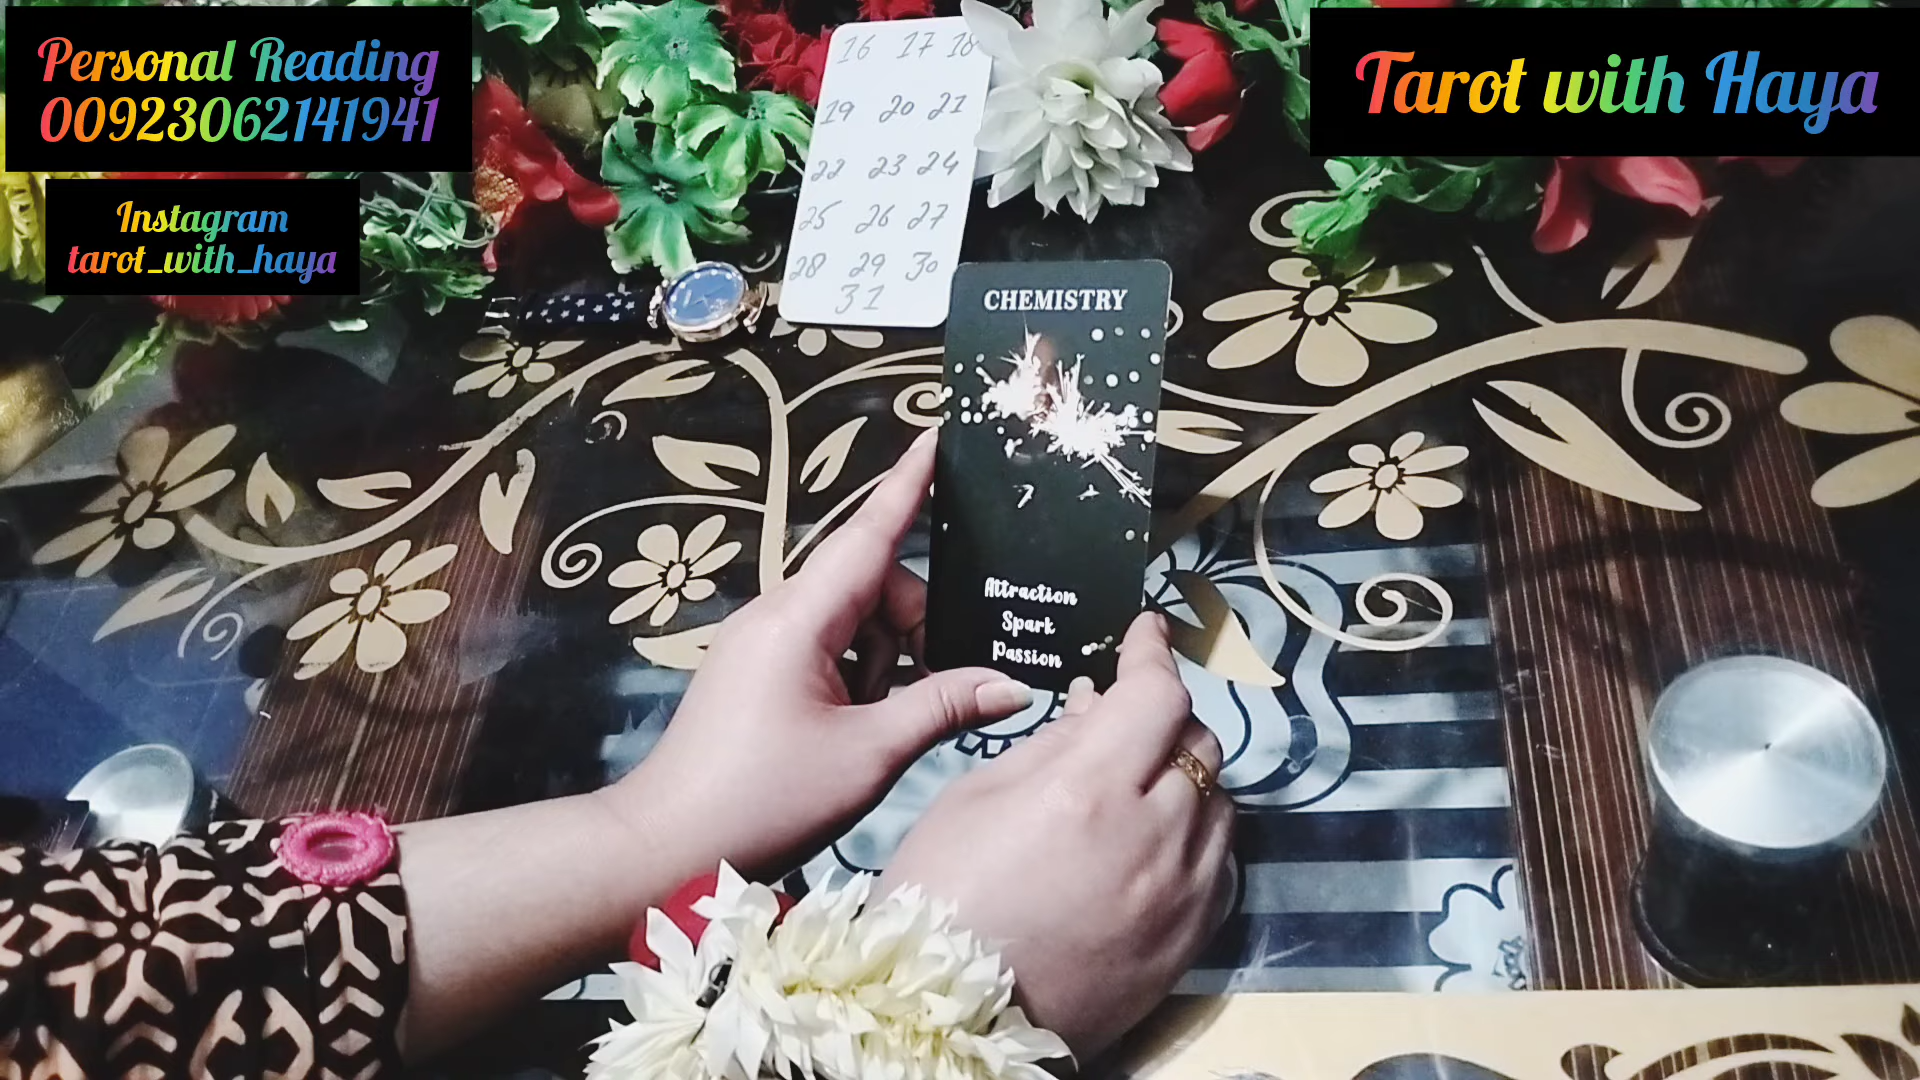 Personal Reading
00923062141941
Instagram
tarot_with_haya
Tarot with Haya
16 17 18
19 20 21
22 23 24
25 26 27
28 29 30
31
CHEMISTRY
Attraction
Spark
Passion